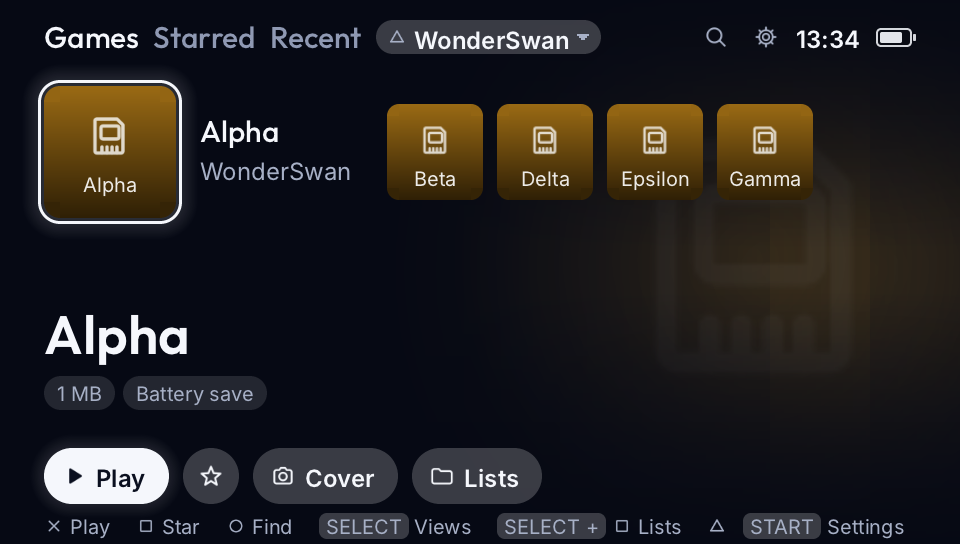 Games Starred Recent WonderSwan 13:34
Alpha
Alpha
WonderSwan
Beta
Delta
Epsilon
Gamma
Alpha
1 MB Battery save
Play Cover Lists
Play Star Find SELECT Views SELECT + Lists START Settings